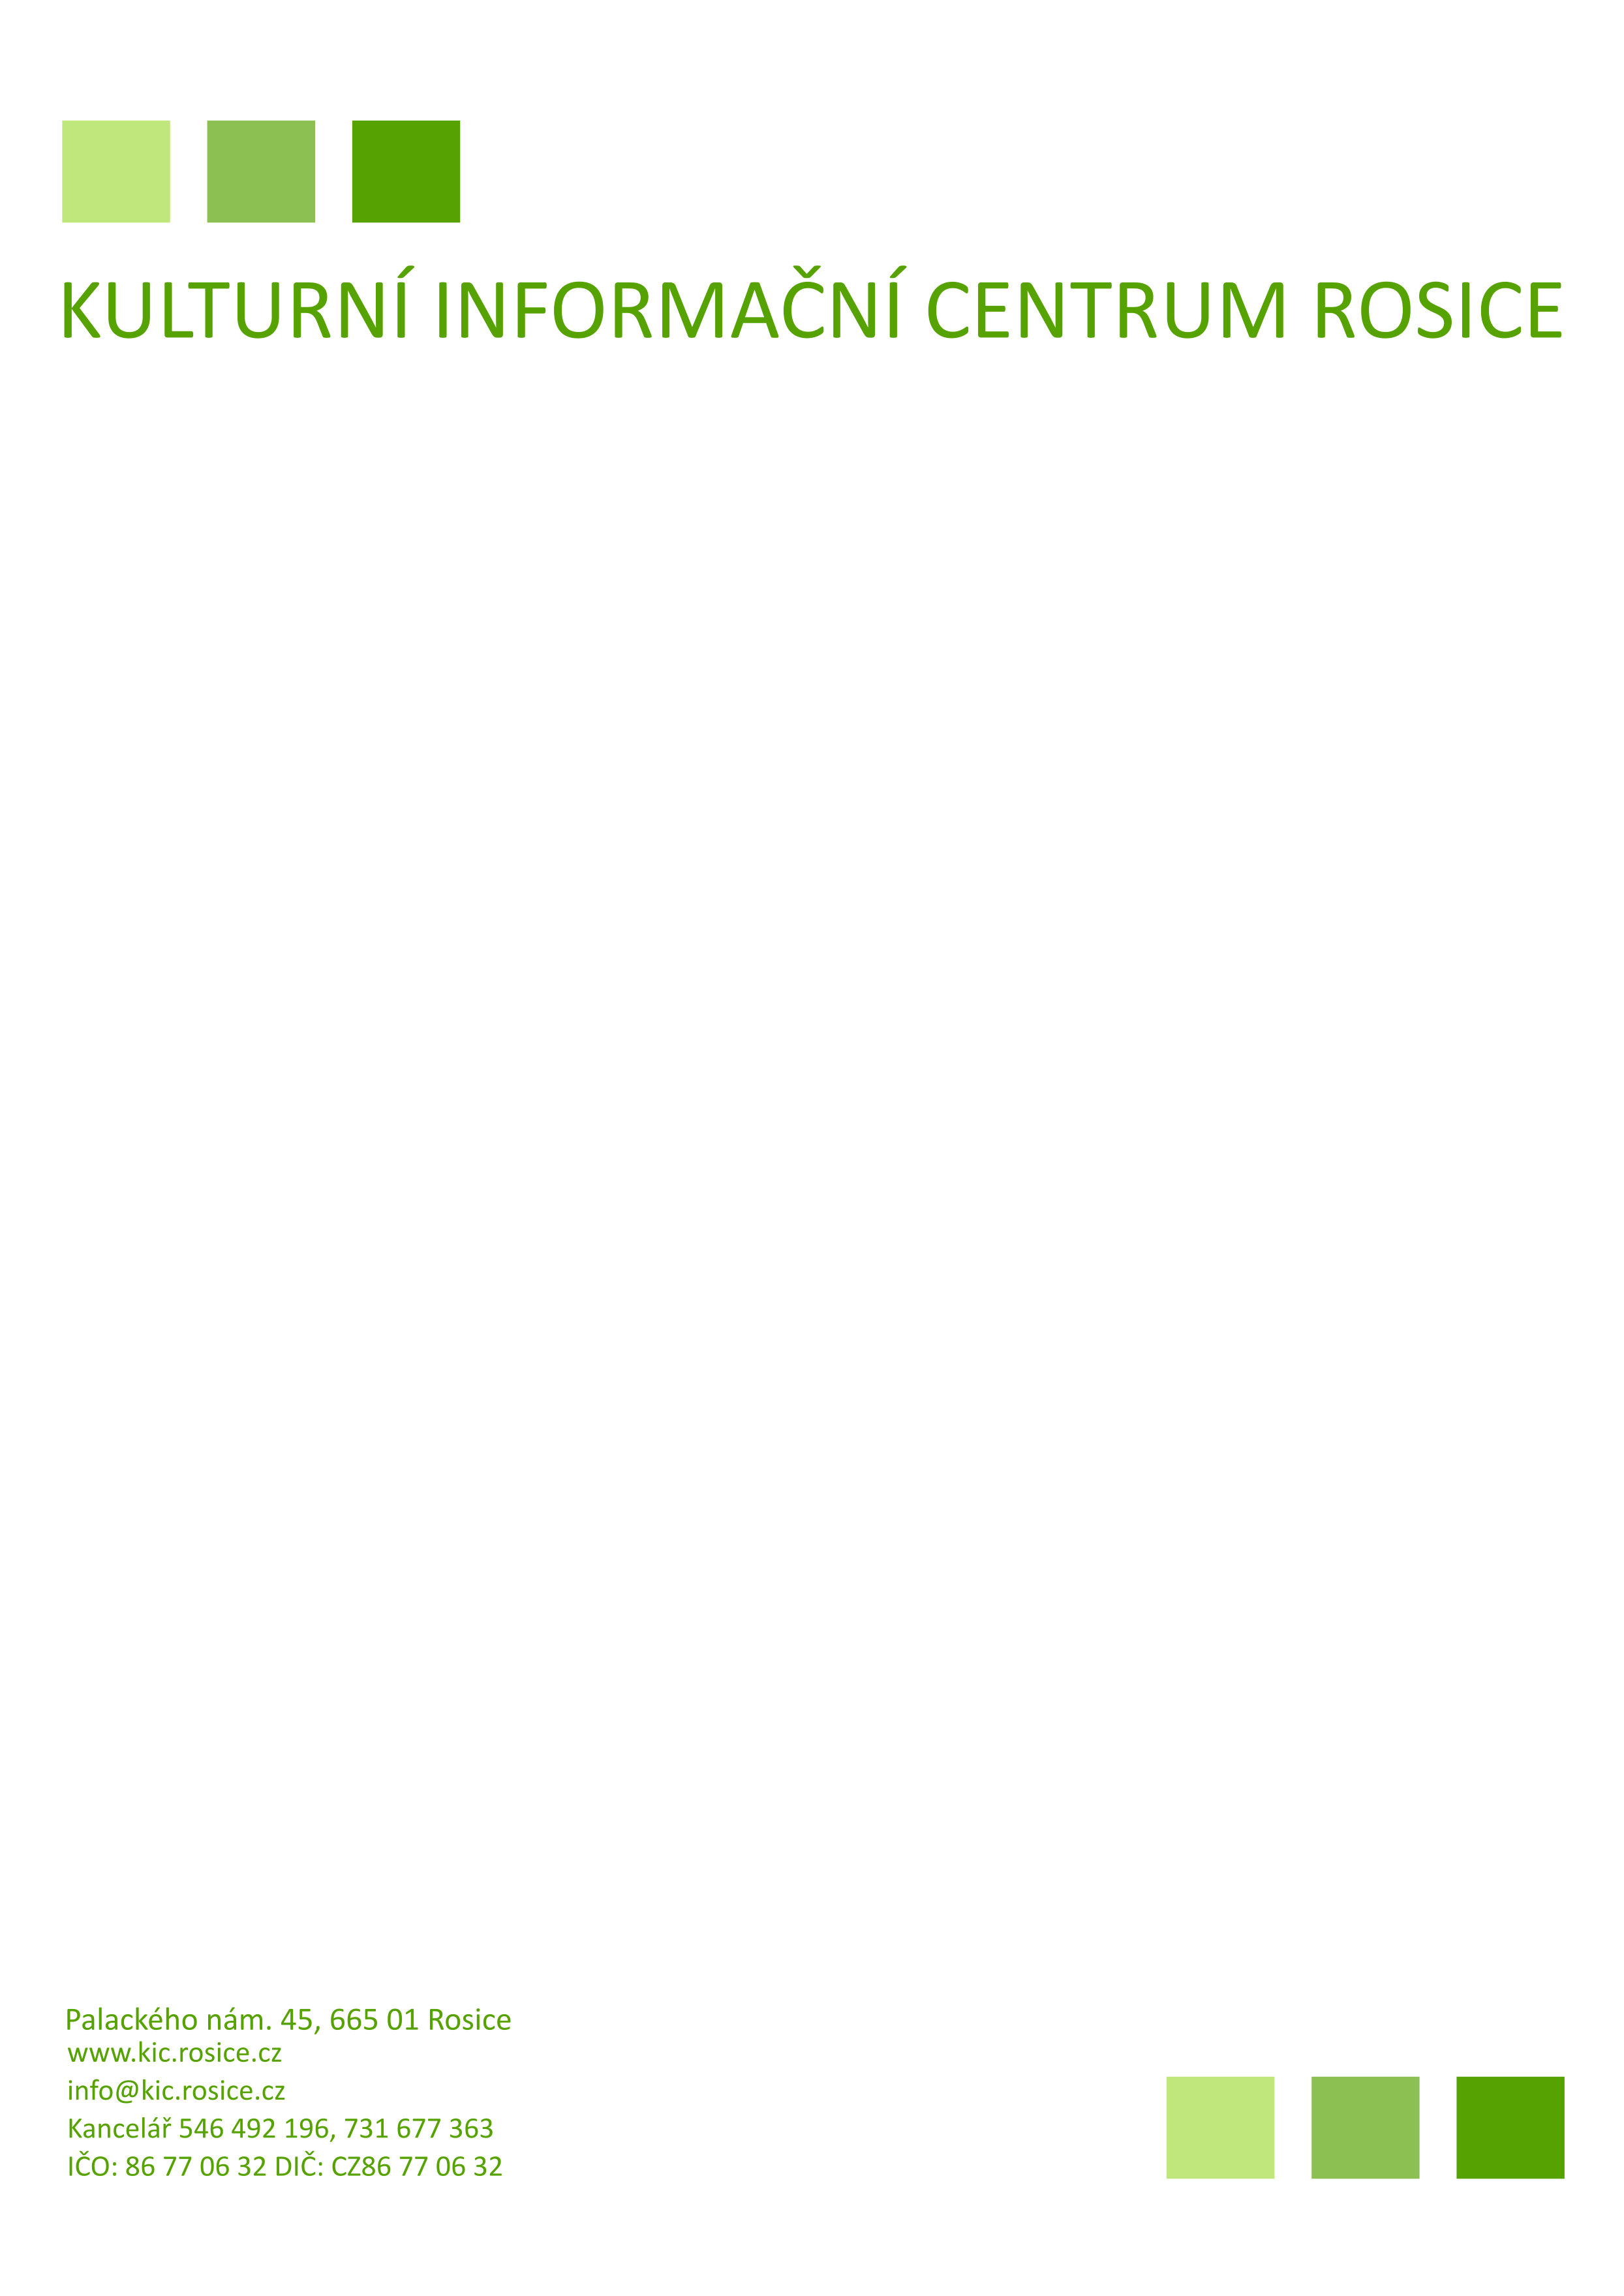 KULTURNÍ INFORMAČNÍ CENTRUM ROSICE
Palackého nám. 45, 665 01 Rosice
www.kic.rosice.cz
info@kic.rosice.cz
Kancelář 546 492 196, 731 677 363
IČO: 86 77 06 32 DIČ: CZ86 77 06 32